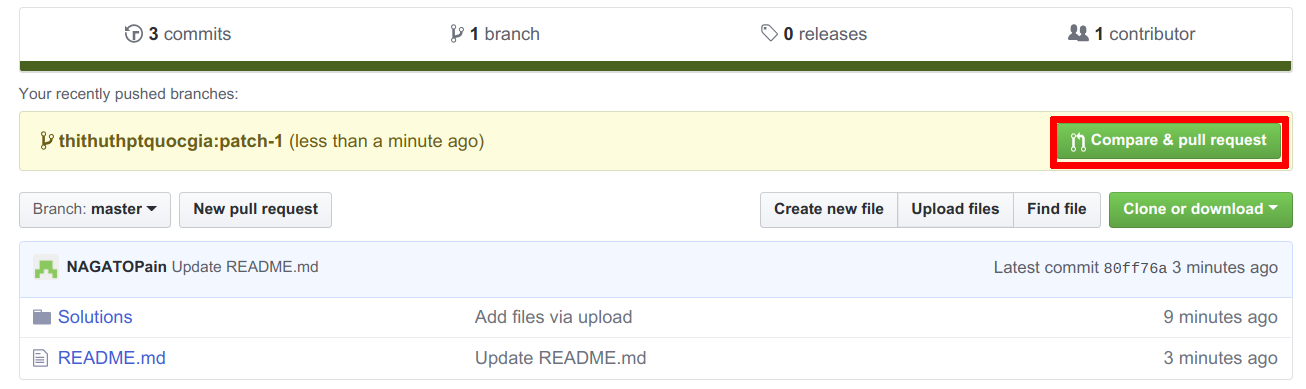 3 commits 1 branch 0 releases 1 contributor
Your recently pushed branches:
thithuthptquocgia:patch-1 (less than a minute ago) Compare & pull request
Branch: master New pull request Create new file Upload files Find file Clone or download
NAGATOPain Update README.md Latest commit 80ff76a 3 minutes ago
Solutions Add files via upload 9 minutes ago
README.md Update README.md 3 minutes ago